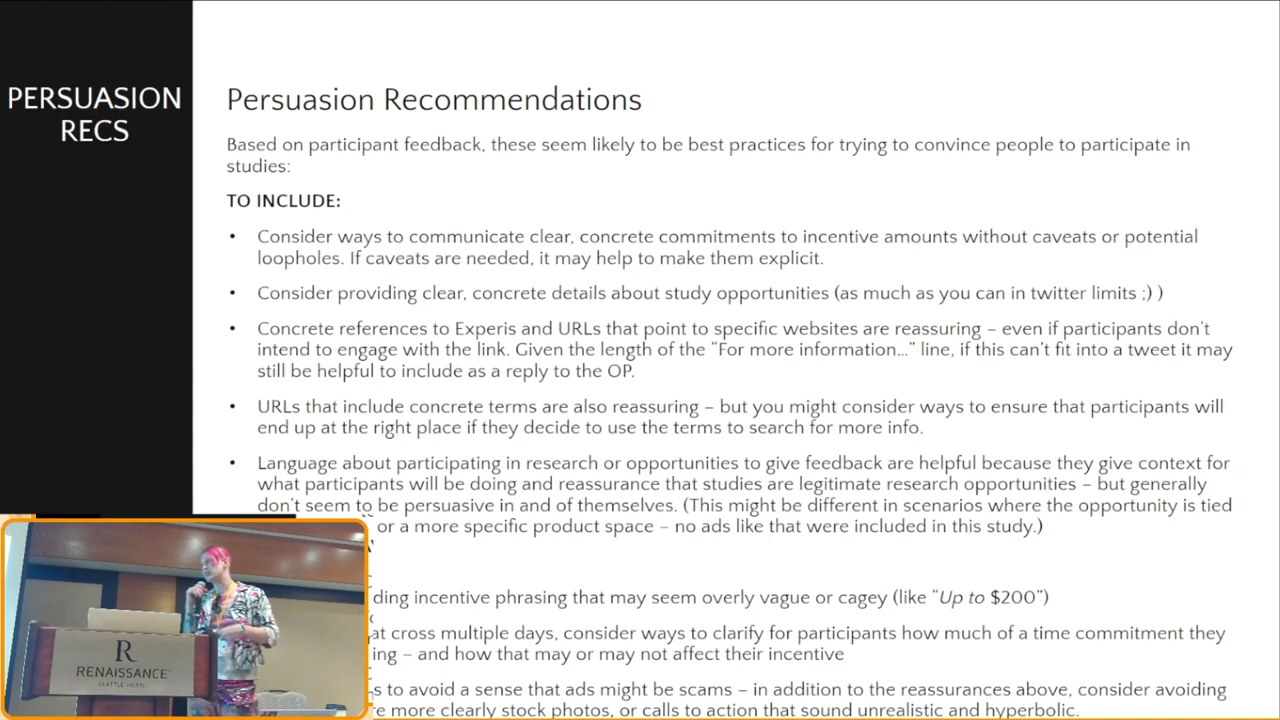 PERSUASION
RECS
Persuasion Recommendations
Based on participant feedback, these seem likely to be best practices for trying to convince people to participate in
studies:
TO INCLUDE:
• Consider ways to communicate clear, concrete commitments to incentive amounts without caveats or potential
loopholes. If caveats are needed, it may help to make them explicit.
• Consider providing clear, concrete details about study opportunities (as much as you can in twitter limits ;) )
• Concrete references to Experis and URLs that point to specific websites are reassuring – even if participants don't
intend to engage with the link. Given the length of the “For more information…” line, if this can't fit into a tweet it may
still be helpful to include as a reply to the OP.
• URLs that include concrete terms are also reassuring – but you might consider ways to ensure that participants will
end up at the right place if they decide to use the terms to search for more info.
• Language about participating in research or opportunities to give feedback are helpful because they give context for
what participants will be doing and reassurance that studies are legitimate research opportunities – but generally
don't seem to be persuasive in and of themselves. (This might be different in scenarios where the opportunity is tied
or a more specific product space – no ads like that were included in this study.)
ding incentive phrasing that may seem overly vague or cagey (like “Up to $200”)
at cross multiple days, consider ways to clarify for participants how much of a time commitment they
ing – and how that may or may not affect their incentive
s to avoid a sense that ads might be scams – in addition to the reassurances above, consider avoiding
re more clearly stock photos, or calls to action that sound unrealistic and hyperbolic.
R
RENAISSANCE
SEATTLE HOTEL